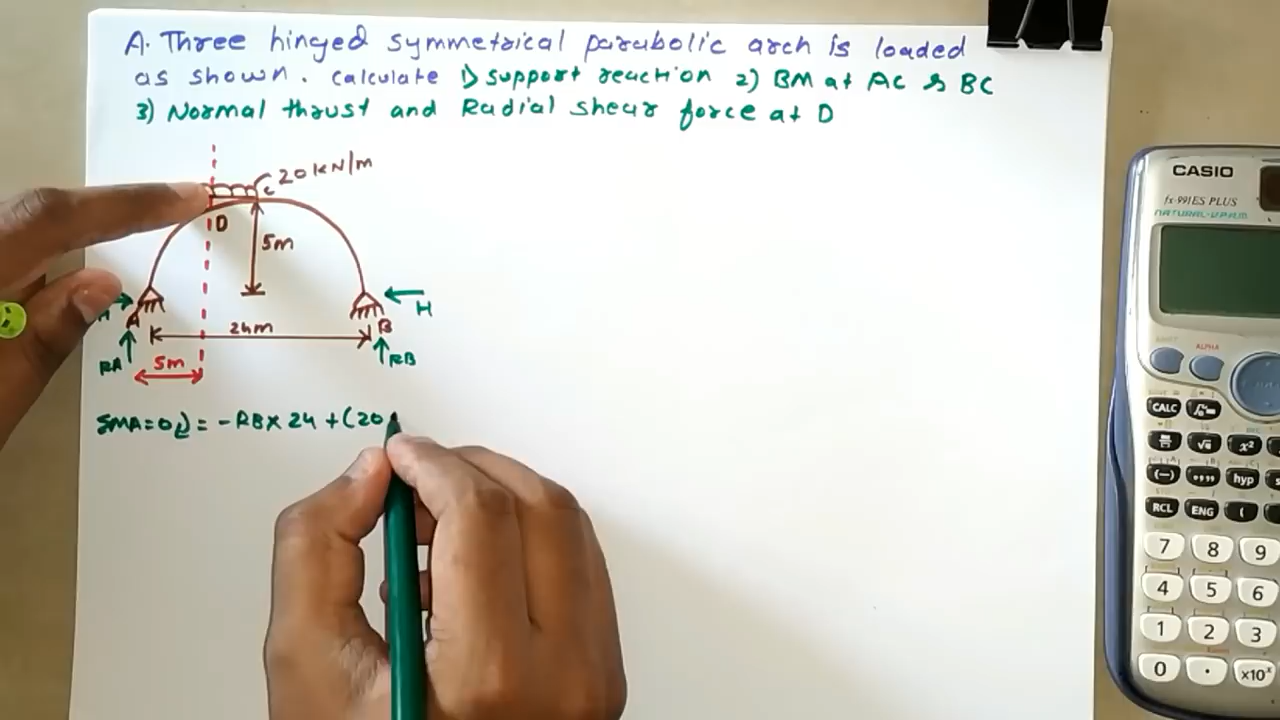 A. Three hinged symmetrical parabolic arch is loaded
as shown. calculate 1) support reaction 2) BM at AC & BC
3) Normal thrust and Radial shear force at D
20 kN/m
C
D
5m
H
H
A
B
24m
RA
RB
5m
ΣMA=0 = -RB× 24 +(20
CASIO
fx-991ES PLUS
NATURAL-V.P.A.M.
SHIFT
ALPHA
CALC
hyp
RCL
ENG
(
7
8
9
4
5
6
1
2
3
0
.
×10ˣ